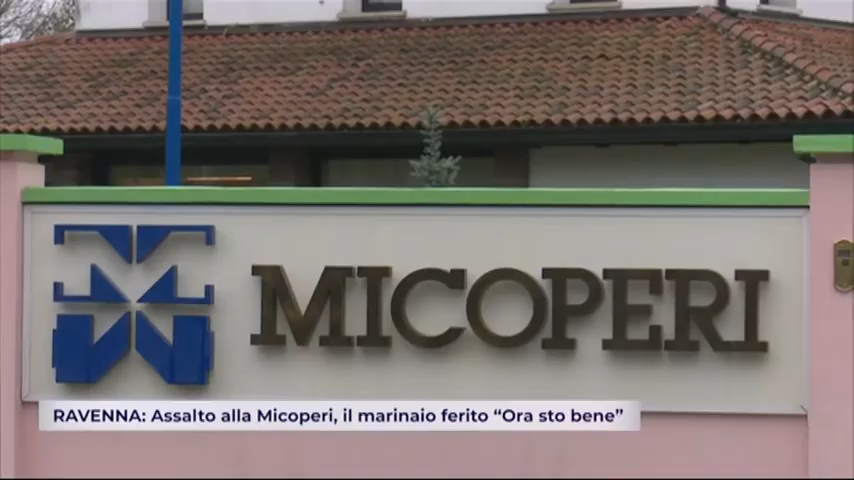 MICOPERI
RAVENNA: Assalto alla Micoperi, il marinaio ferito “Ora sto bene”